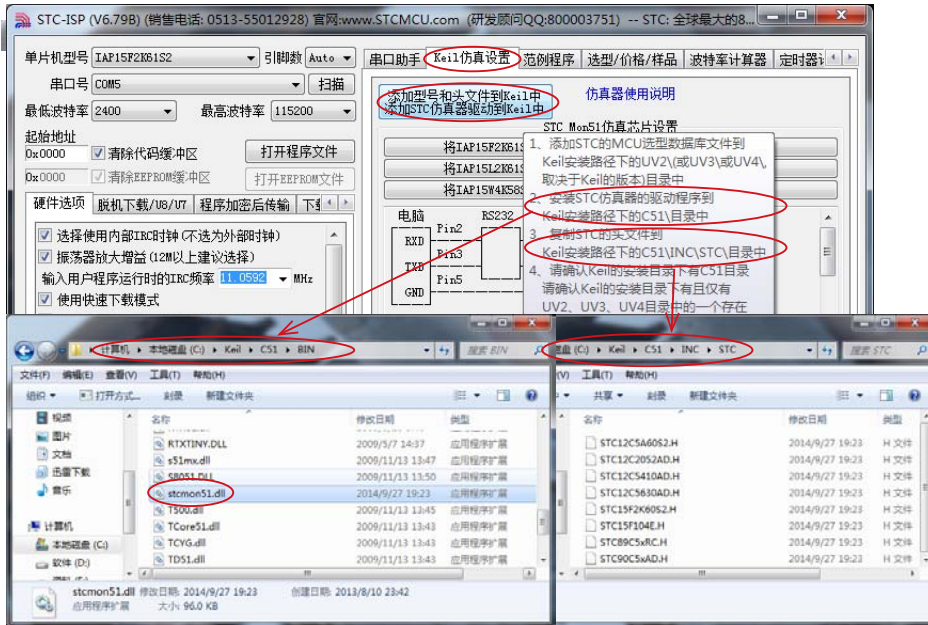 STC-ISP (V6.79B) (销售电话: 0513-55012928) 官网:www.STCMCU.com (研发顾问QQ:800003751) -- STC: 全球最大的8...
单片机型号 IAP15F2K61S2 引脚数 Auto
串口号 COM5 扫描
最低波特率 2400 最高波特率 115200
起始地址
0x0000 清除代码缓冲区 打开程序文件
0x0000 清除EEPROM缓冲区 打开EEPROM文件
硬件选项 脱机下载/U8/U7 程序加密后传输
选择使用内部IRC时钟(不选为外部时钟)
振荡器放大增益(12M以上建议选择)
输入用户程序运行时的IRC频率 11.0592 MHz
使用快速下载模式
串口助手 Keil仿真设置 范例程序 选型/价格/样品 波特率计算器 定时器
添加型号和头文件到Keil中
添加STC仿真器驱动到Keil中
仿真器使用说明
STC Mon51仿真芯片设置
将IAP15F2K61S
将IAP15L2K61S
将IAP15W4K58S
电脑 RS232
RXD Pin2
TXD Pin3
GND Pin5
1、添加STC的MCU选型数据库文件到
Keil安装路径下的UV2\(或UV3\或UV4\,
取决于Keil的版本)目录中
2、安装STC仿真器的驱动程序到
Keil安装路径下的C51\目录中
3、复制STC的头文件到
Keil安装路径下的C51\INC\STC\目录中
4、请确认Keil的安装目录下有C51目录
请确认Keil的安装目录下有且仅有
UV2、UV3、UV4目录中的一个存在
计算机 本地磁盘 (C:) Keil C51 BIN 搜索 BIN
文件(F) 编辑(E) 查看(V) 工具(T) 帮助(H)
组织 打开方式... 刻录 新建文件夹
视频
图片
文档
迅雷下载
音乐
计算机
本地磁盘 (C:)
软件 (D:)
名称 修改日期 类型
RTXTINY.DLL 2009/5/7 14:37 应用程序扩展
s51mx.dll 2009/11/13 13:47 应用程序扩展
S8051.DLL 2009/11/13 13:50 应用程序扩展
stcmon51.dll 2014/9/27 19:23 应用程序扩展
T500.dll 2009/11/13 13:45 应用程序扩展
TCore51.dll 2009/11/13 13:43 应用程序扩展
TCYG.dll 2009/11/13 13:43 应用程序扩展
TD51.dll 2009/11/13 13:43 应用程序扩展
stcmon51.dll 修改日期: 2014/9/27 19:23 创建日期: 2013/8/10 23:42
应用程序扩展 大小: 96.0 KB
磁盘 (C:) Keil C51 INC STC 搜索 STC
(V) 工具(T) 帮助(H)
共享 刻录 新建文件夹
名称 修改日期 类型
STC12C5A60S2.H 2014/9/27 19:23 H 文件
STC12C2052AD.H 2014/9/27 19:23 H 文件
STC12C5410AD.H 2014/9/27 19:23 H 文件
STC12C5630AD.H 2014/9/27 19:23 H 文件
STC15F2K60S2.H 2014/9/27 19:23 H 文件
STC15F104E.H 2014/9/27 19:23 H 文件
STC89C5xRC.H 2014/9/27 19:23 H 文件
STC90C5xAD.H 2014/9/27 19:23 H 文件